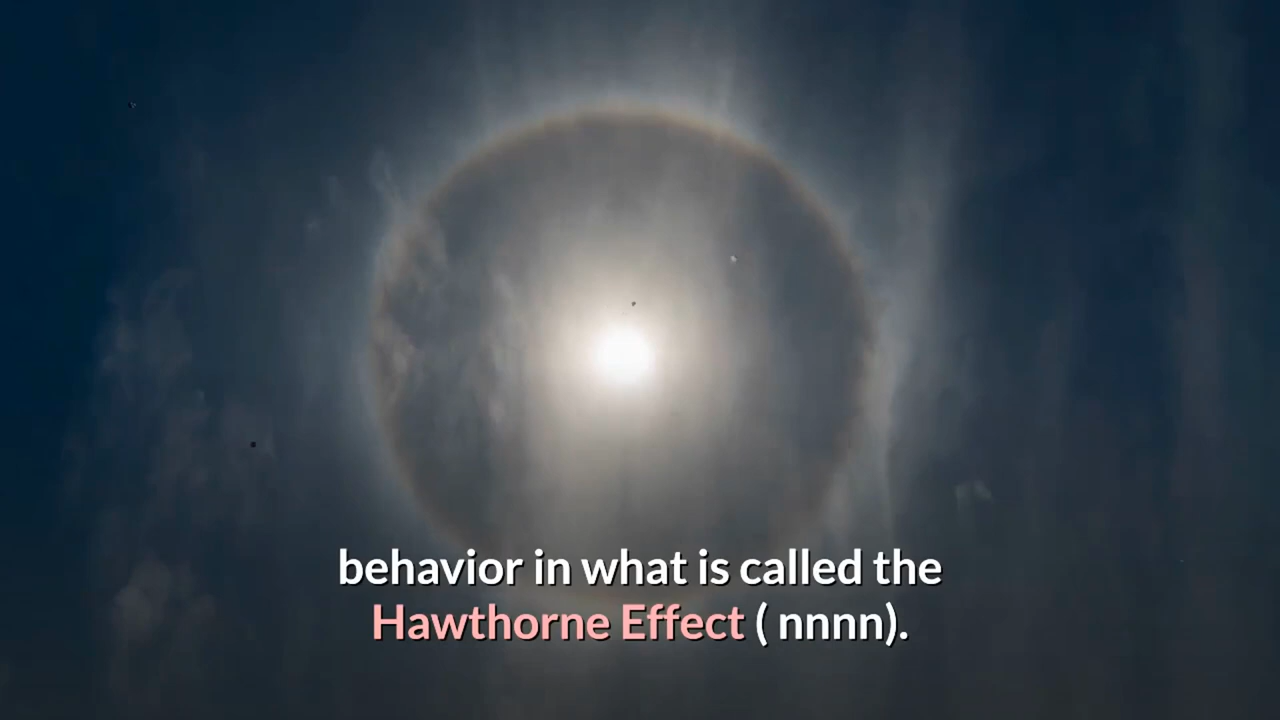 behavior in what is called the
Hawthorne Effect ( nnnn).